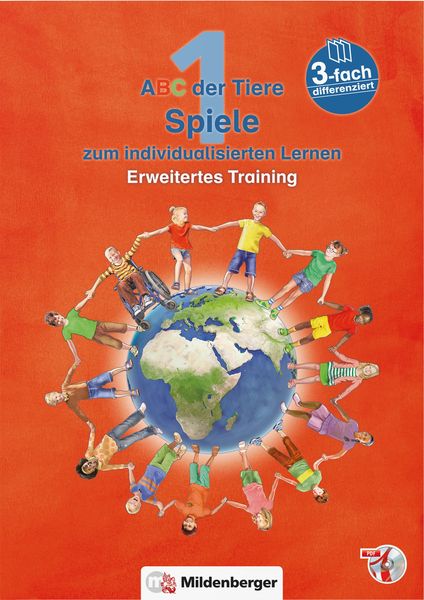 1
ABC der Tiere
Spiele
zum individualisierten Lernen
Erweitertes Training
3-fach
differenziert
PDF
m Mildenberger